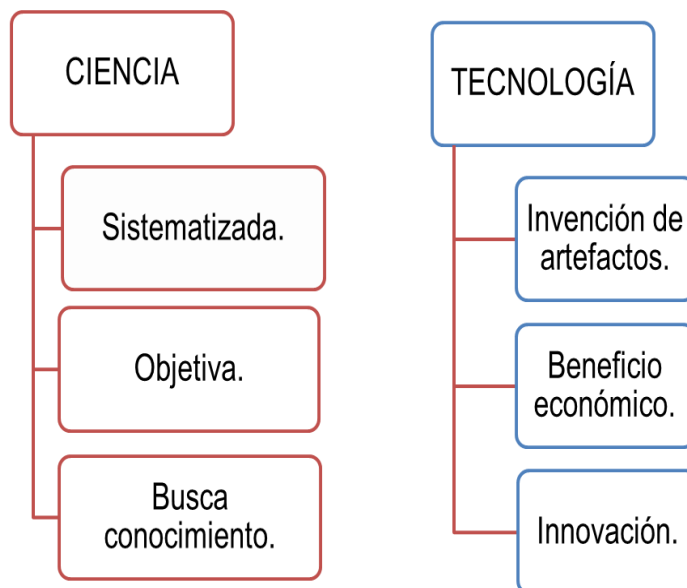 CIENCIA
Sistematizada.
Objetiva.
Busca
conocimiento.
TECNOLOGÍA
Invención de
artefactos.
Beneficio
económico.
Innovación.